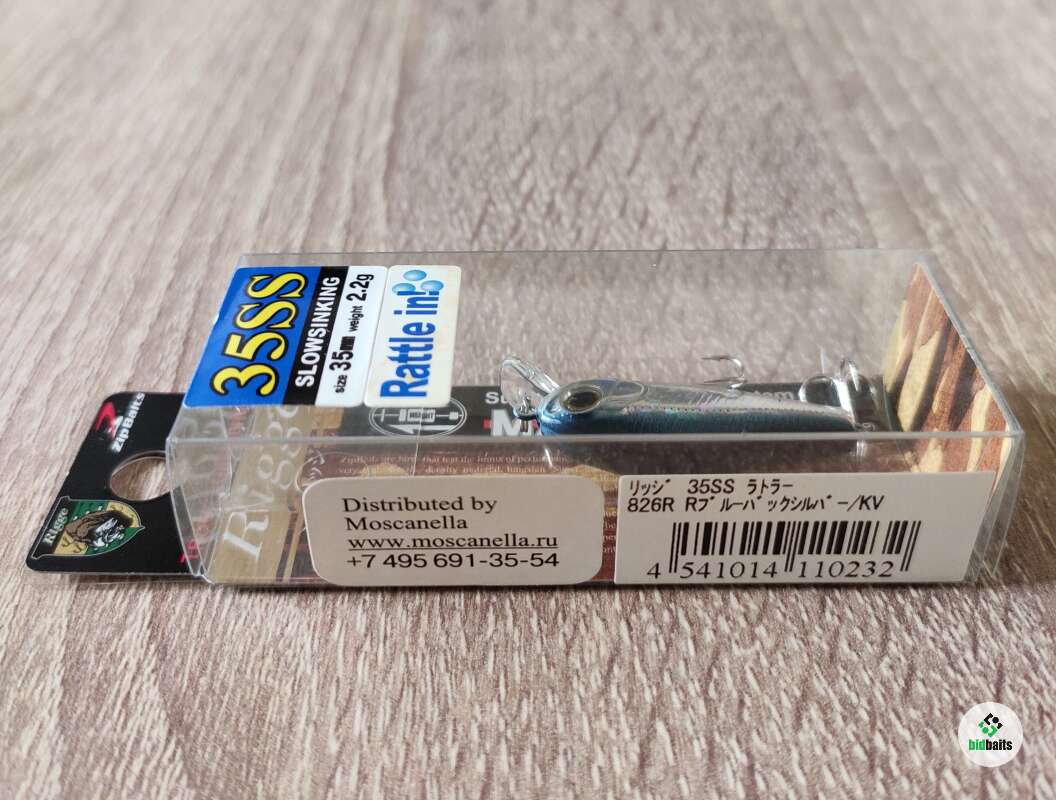 35SS
SLOWSINKING
size 35mm weight 2.2g
Rattle in!
ZipBaits
Rigge
Rigge
Distributed by
Moscanella
www.moscanella.ru
+7 495 691-35-54
リッジ 35SS ラトラー
826R Rブルーバックシルバー/KV
4 541014 110232
bidbaits